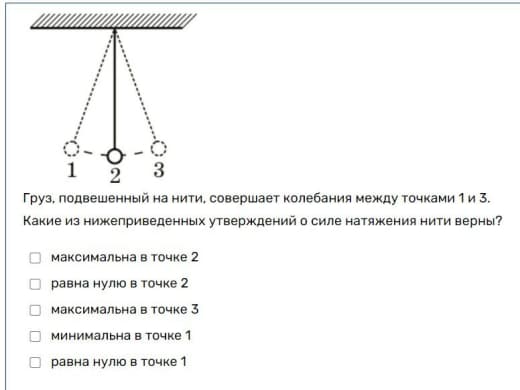 1 2 3
Груз, подвешенный на нити, совершает колебания между точками 1 и 3.
Какие из нижеприведенных утверждений о силе натяжения нити верны?
максимальна в точке 2
равна нулю в точке 2
максимальна в точке 3
минимальна в точке 1
равна нулю в точке 1